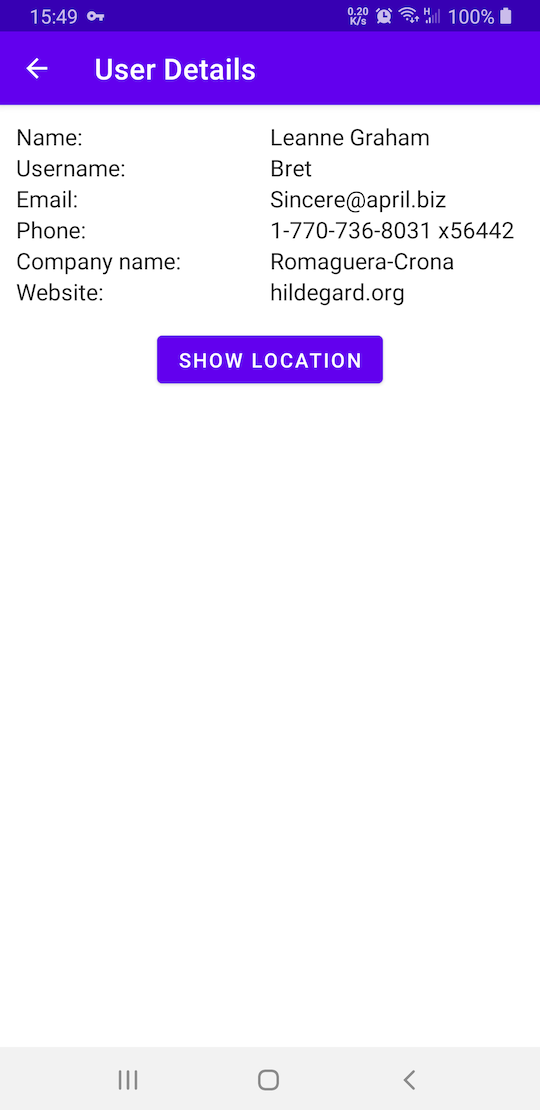 15:49 0.20 K/s H 100%
User Details
Name: Leanne Graham
Username: Bret
Email: Sincere@april.biz
Phone: 1-770-736-8031 x56442
Company name: Romaguera-Crona
Website: hildegard.org
SHOW LOCATION